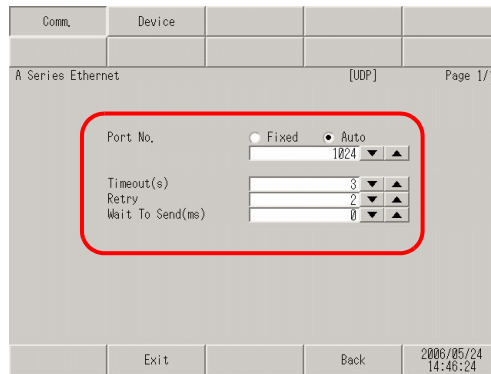 Comm. Device
A Series Ethernet [UDP] Page 1/
Port No. Fixed Auto
1024
Timeout(s) 3
Retry 2
Wait To Send(ms) 0
Exit Back 2006/05/24
14:46:24